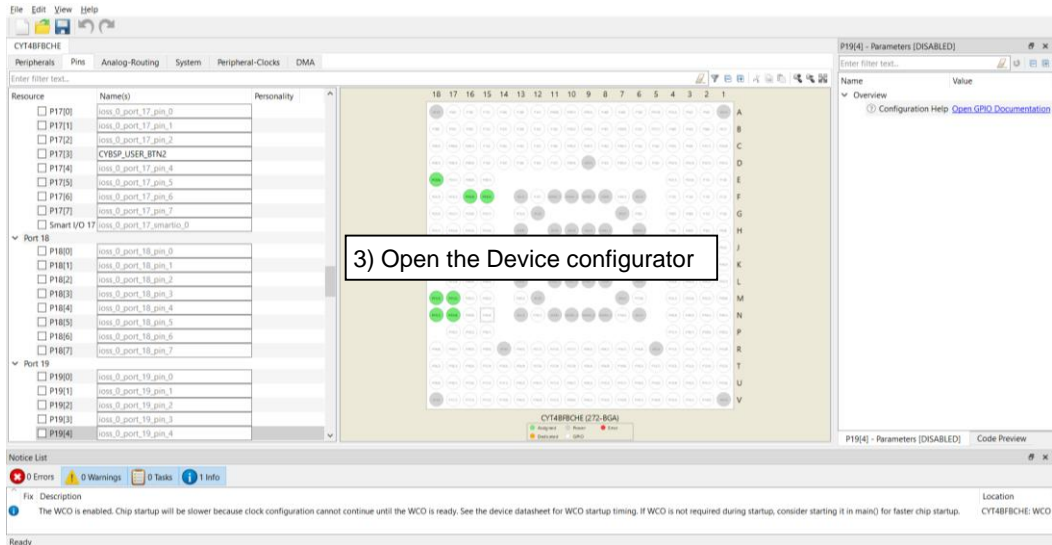 File Edit View Help
CYT4BFBCHE
Peripherals Pins Analog-Routing System Peripheral-Clocks DMA
Enter filter text...
Resource Name(s) Personality
P17[0] ioss_0_port_17_pin_0
P17[1] ioss_0_port_17_pin_1
P17[2] ioss_0_port_17_pin_2
P17[3] CYBSP_USER_BTN2
P17[4] ioss_0_port_17_pin_4
P17[5] ioss_0_port_17_pin_5
P17[6] ioss_0_port_17_pin_6
P17[7] ioss_0_port_17_pin_7
Smart I/O 17 ioss_0_port_17_smartio_0
Port 18
P18[0] ioss_0_port_18_pin_0
P18[1] ioss_0_port_18_pin_1
P18[2] ioss_0_port_18_pin_2
P18[3] ioss_0_port_18_pin_3
P18[4] ioss_0_port_18_pin_4
P18[5] ioss_0_port_18_pin_5
P18[6] ioss_0_port_18_pin_6
P18[7] ioss_0_port_18_pin_7
Port 19
P19[0] ioss_0_port_19_pin_0
P19[1] ioss_0_port_19_pin_1
P19[2] ioss_0_port_19_pin_2
P19[3] ioss_0_port_19_pin_3
P19[4] ioss_0_port_19_pin_4
18 17 16 15 14 13 12 11 10 9 8 7 6 5 4 3 2 1
A
B
C
D
E
F
G
H
J
K
L
M
N
P
R
T
U
V
3) Open the Device configurator
CYT4BFBCHE (272-BGA)
Assigned Power Error
Dedicated GPIO
P19[4] - Parameters [DISABLED]
Enter filter text...
Name Value
Overview
Configuration Help Open GPIO Documentation
P19[4] - Parameters [DISABLED] Code Preview
Notice List
0 Errors 0 Warnings 0 Tasks 1 Info
Fix Description Location
The WCO is enabled. Chip startup will be slower because clock configuration cannot continue until the WCO is ready. See the device datasheet for WCO startup timing. If WCO is not required during startup, consider starting it in main() for faster chip startup. CYT4BFBCHE: WCO
Ready